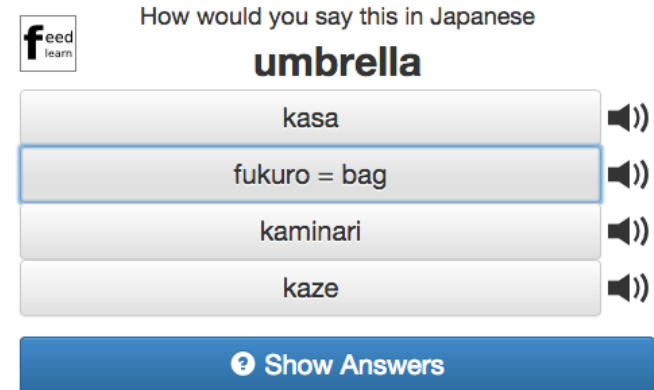 feed
learn
How would you say this in Japanese
umbrella
kasa
fukuro = bag
kaminari
kaze
? Show Answers